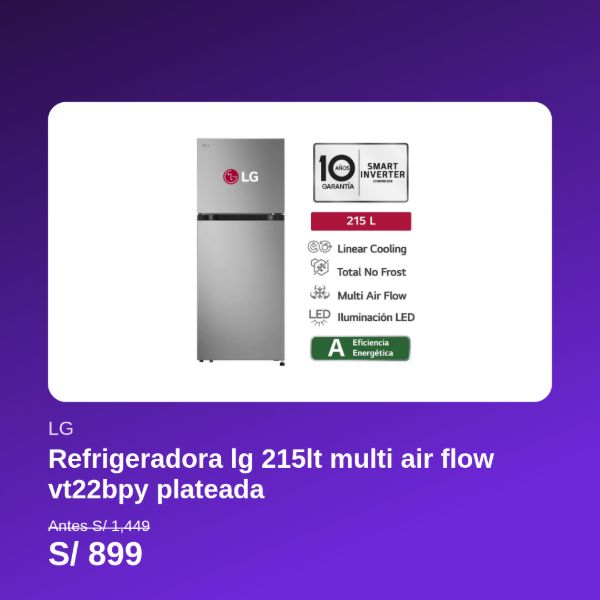 LG
10 AÑOS
GARANTÍA
SMART
INVERTER
COMPRESSOR
215 L
Linear Cooling
Total No Frost
Multi Air Flow
LED
Iluminación LED
A
Eficiencia
Energética
LG
Refrigeradora lg 215lt multi air flow
vt22bpy plateada
Antes S/ 1,449
S/ 899